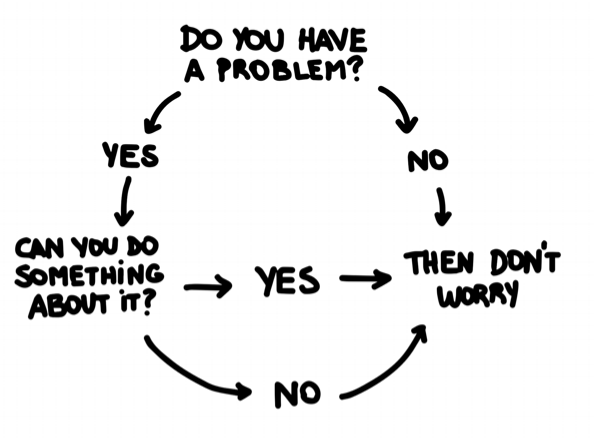 DO YOU HAVE
A PROBLEM?
YES
NO
CAN YOU DO
SOMETHING
ABOUT IT?
YES
THEN DON'T
WORRY
NO